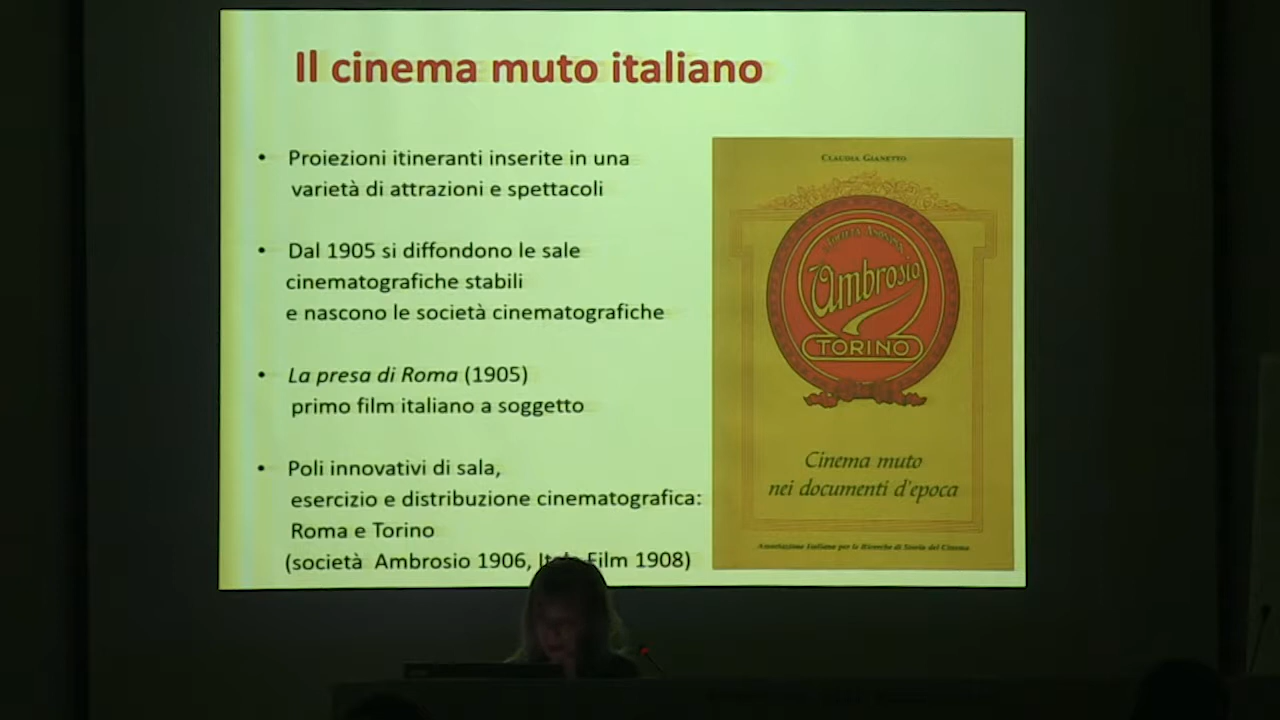 Il cinema muto italiano
• Proiezioni itineranti inserite in una
varietà di attrazioni e spettacoli
• Dal 1905 si diffondono le sale
cinematografiche stabili
e nascono le società cinematografiche
• La presa di Roma (1905)
primo film italiano a soggetto
• Poli innovativi di sala,
esercizio e distribuzione cinematografica:
Roma e Torino
(società Ambrosio 1906, Film 1908)
CLAUDIA GIANETTO
SOCIETÀ ANONIMA
Ambrosio
TORINO
Cinema muto
nei documenti d'epoca
Associazione Italiana per le Ricerche di Storia del Cinema